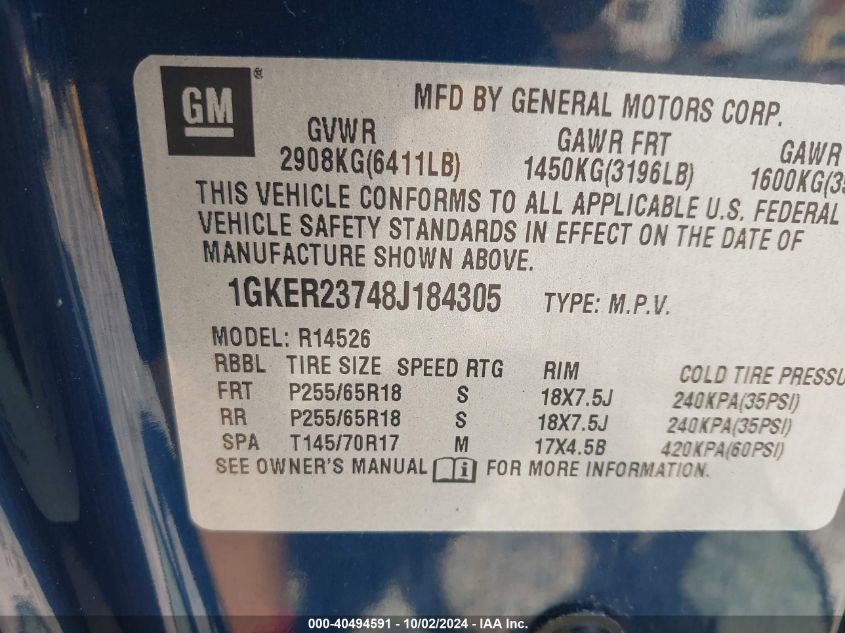 GM ®
MFD BY GENERAL MOTORS CORP.
GVWR GAWR FRT GAWR
2908KG(6411LB) 1450KG(3196LB) 1600KG(35
THIS VEHICLE CONFORMS TO ALL APPLICABLE U.S. FEDERAL
VEHICLE SAFETY STANDARDS IN EFFECT ON THE DATE OF
MANUFACTURE SHOWN ABOVE.
1GKER23748J184305 TYPE: M.P.V.
MODEL: R14526
RBBL TIRE SIZE SPEED RTG RIM COLD TIRE PRESSU
FRT P255/65R18 S 18X7.5J 240KPA(35PSI)
RR P255/65R18 S 18X7.5J 240KPA(35PSI)
SPA T145/70R17 M 17X4.5B 420KPA(60PSI)
SEE OWNER'S MANUAL i FOR MORE INFORMATION.
000-40494591 - 10/02/2024 - IAA Inc.